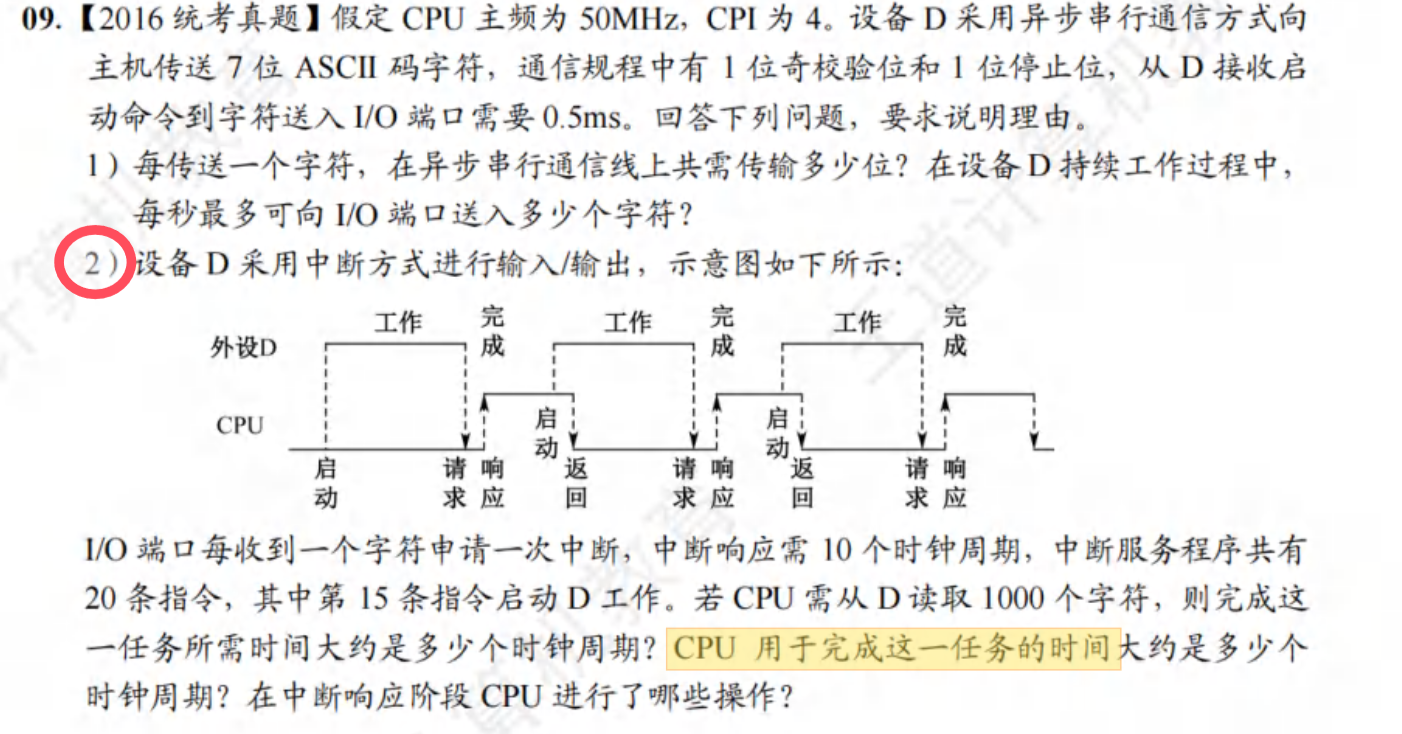 09.【2016 统考真题】假定 CPU 主频为 50MHz，CPI 为 4。设备 D 采用异步串行通信方式向
主机传送 7 位 ASCII 码字符，通信规程中有 1 位奇校验位和 1 位停止位，从 D 接收启
动命令到字符送入 I/O 端口需要 0.5ms。回答下列问题，要求说明理由。
1）每传送一个字符，在异步串行通信线上共需传输多少位？在设备 D 持续工作过程中，
每秒最多可向 I/O 端口送入多少个字符？
2）设备 D 采用中断方式进行输入/输出，示意图如下所示：
工作 完成 工作 完成 工作 完成
外设D
CPU
启动 启动
启动 请求 响应 返回 请求 响应 返回 请求 响应
I/O 端口每收到一个字符申请一次中断，中断响应需 10 个时钟周期，中断服务程序共有
20 条指令，其中第 15 条指令启动 D 工作。若 CPU 需从 D 读取 1000 个字符，则完成这
一任务所需时间大约是多少个时钟周期？CPU 用于完成这一任务的时间大约是多少个
时钟周期？在中断响应阶段 CPU 进行了哪些操作？